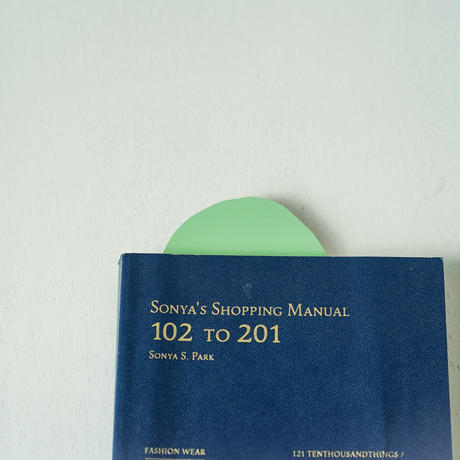 Sonya's Shopping Manual
102 to 201
Sonya S. Park
FASHION WEAR
121 TENTHOUSANDTHINGS /